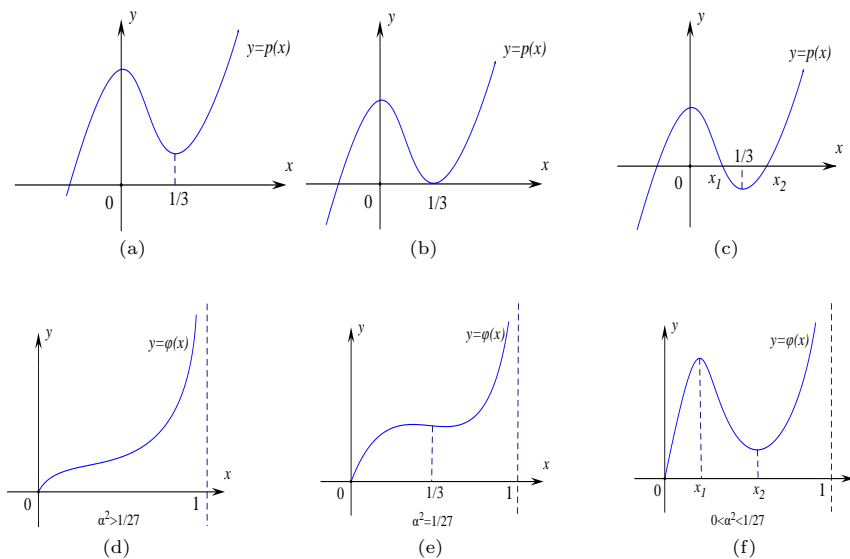 y
y=p(x)
x
0
1/3
(a)
y
y=p(x)
x
0
1/3
(b)
y
y=p(x)
x
1/3
0
x1
x2
(c)
y
y=φ(x)
x
0
1
α²>1/27
(d)
y
y=φ(x)
x
0
1/3
1
α²=1/27
(e)
y
y=φ(x)
x
0
x1
x2
1
0<α²<1/27
(f)